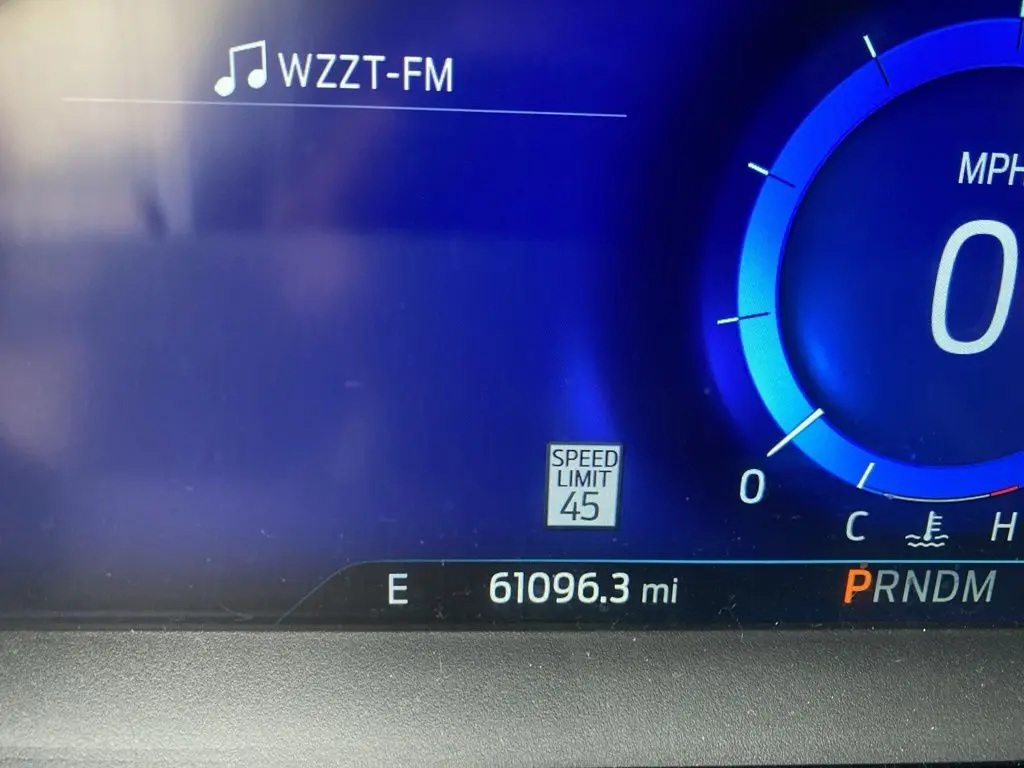 WZZT-FM
MPH
0
SPEED
LIMIT
45
0
C H
E 61096.3 mi PRNDM